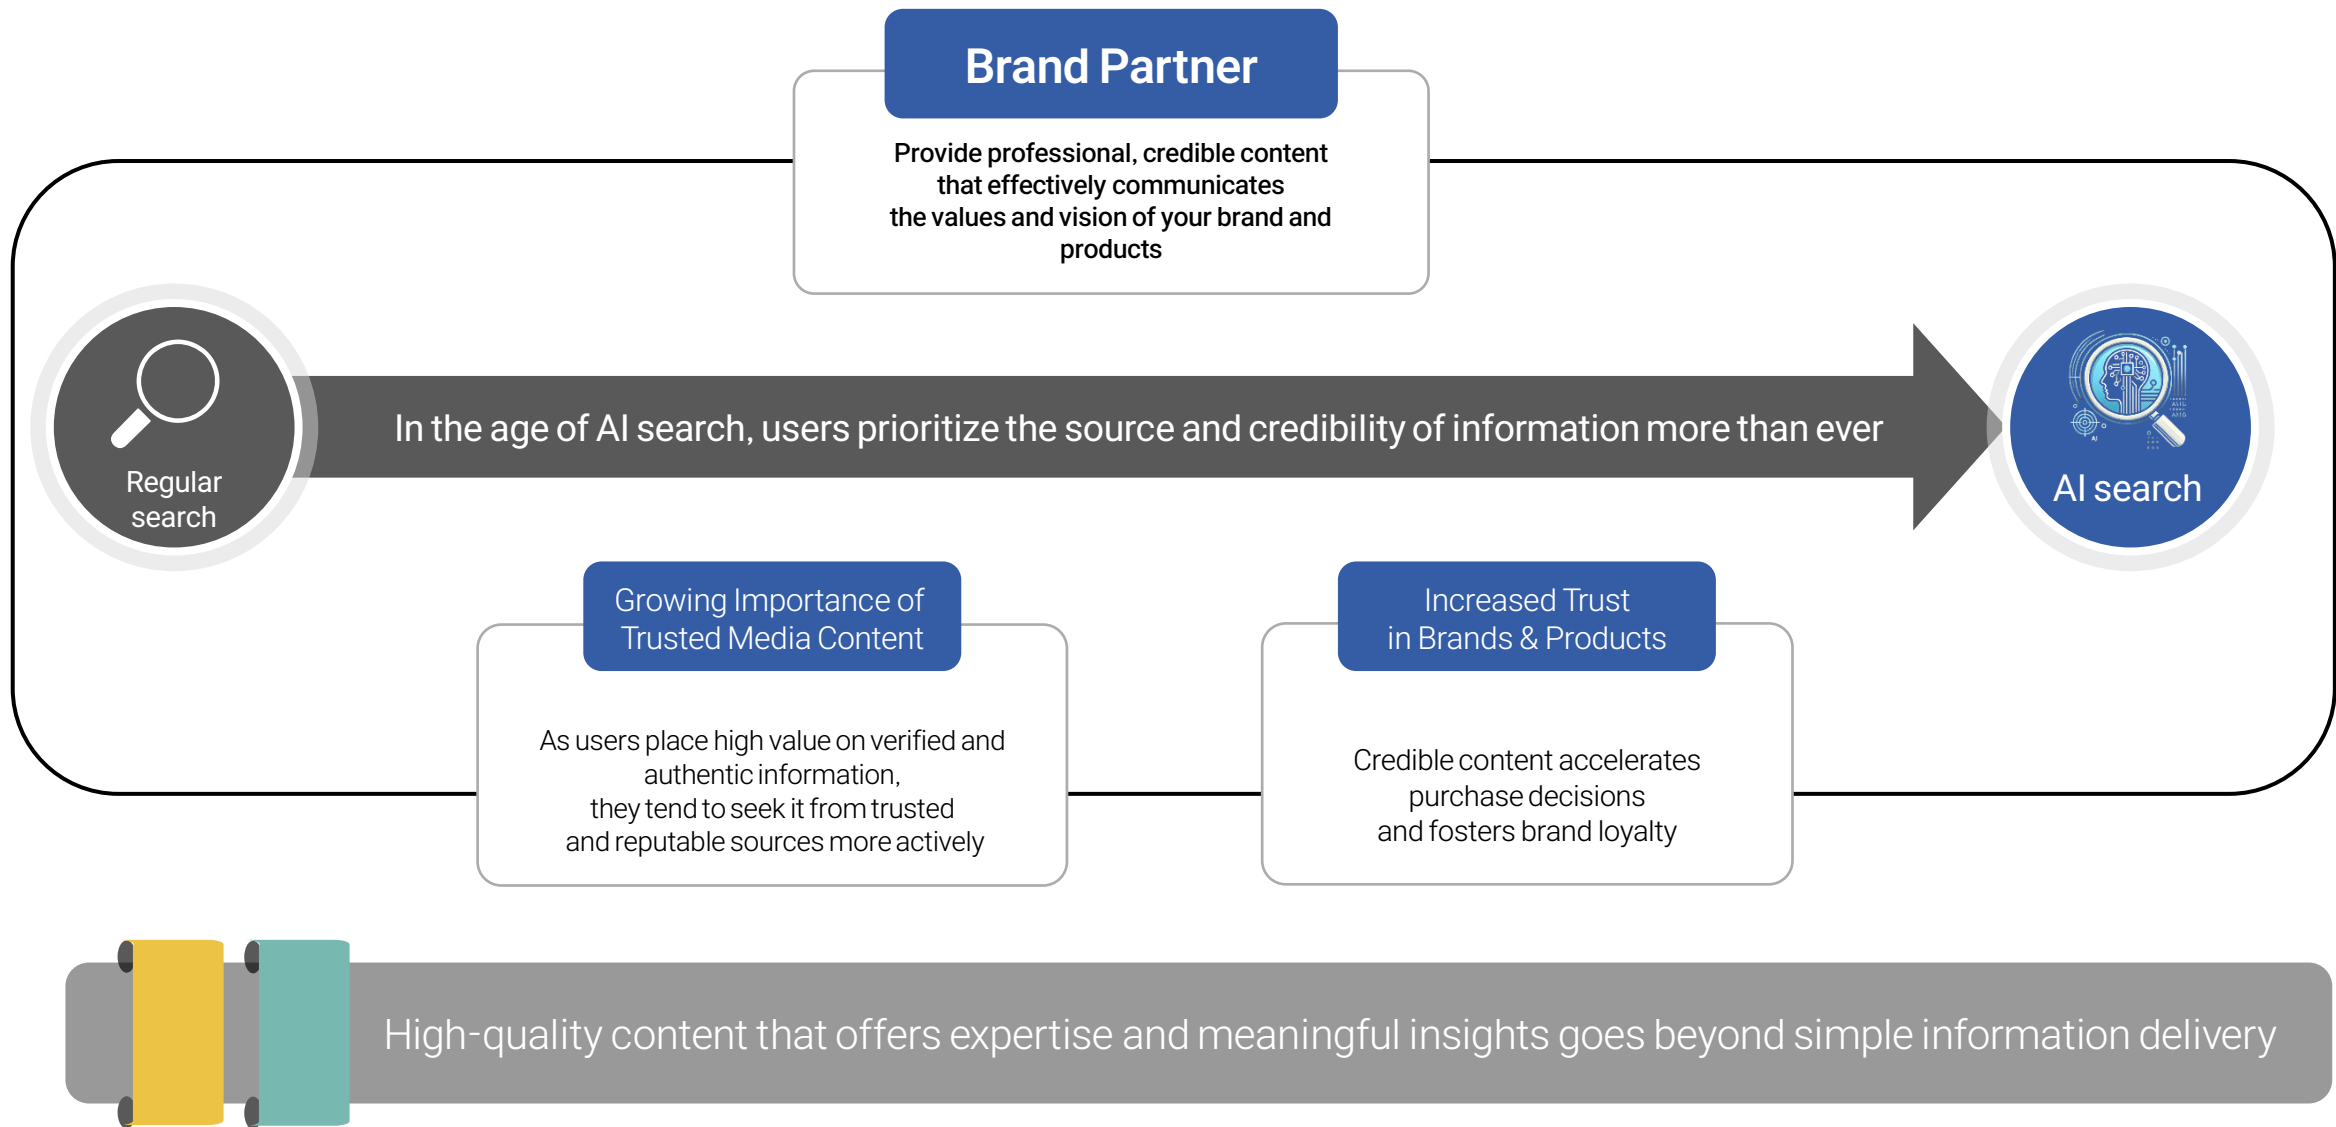 Brand Partner
Provide professional, credible content
that effectively communicates
the values and vision of your brand and
products
Regular
search
In the age of AI search, users prioritize the source and credibility of information more than ever
AI search
Growing Importance of
Trusted Media Content
As users place high value on verified and
authentic information,
they tend to seek it from trusted
and reputable sources more actively
Increased Trust
in Brands & Products
Credible content accelerates
purchase decisions
and fosters brand loyalty
High-quality content that offers expertise and meaningful insights goes beyond simple information delivery